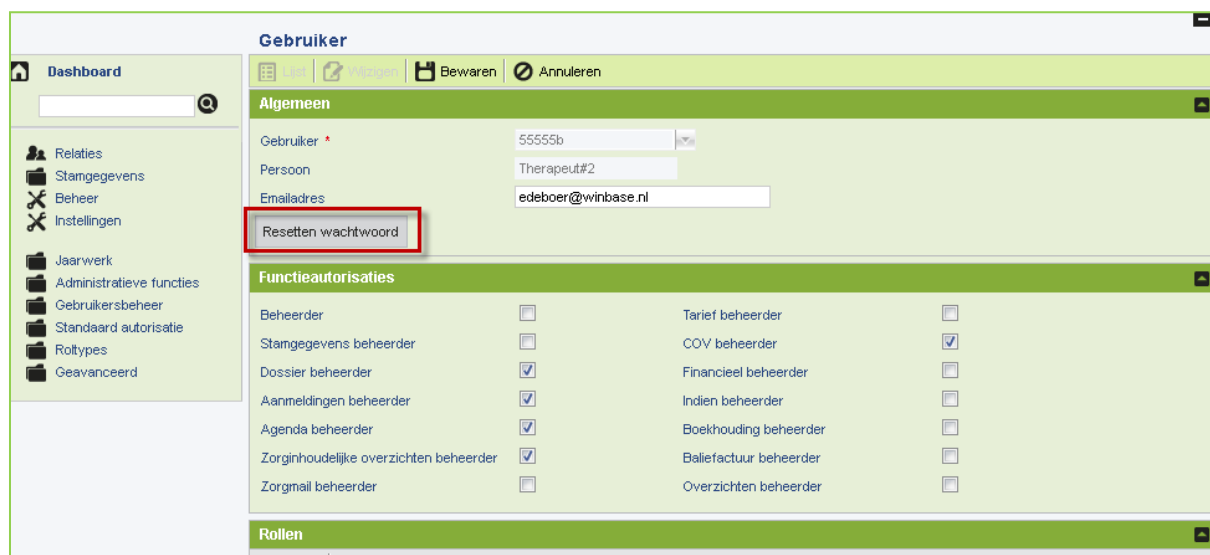 Gebruiker
Dashboard
Lijst Wijzigen Bewaren Annuleren
Algemeen
Gebruiker * 55555b
Persoon Therapeut#2
Emailadres edeboer@winbase.nl
Resetten wachtwoord
Relaties
Stamgegevens
Beheer
Instellingen
Jaarwerk
Administratieve functies
Gebruikersbeheer
Standaard autorisatie
Roltypes
Geavanceerd
Functieautorisaties
Beheerder Tarief beheerder
Stamgegevens beheerder COV beheerder
Dossier beheerder Financieel beheerder
Aanmeldingen beheerder Indien beheerder
Agenda beheerder Boekhouding beheerder
Zorginhoudelijke overzichten beheerder Baliefactuur beheerder
Zorgmail beheerder Overzichten beheerder
Rollen